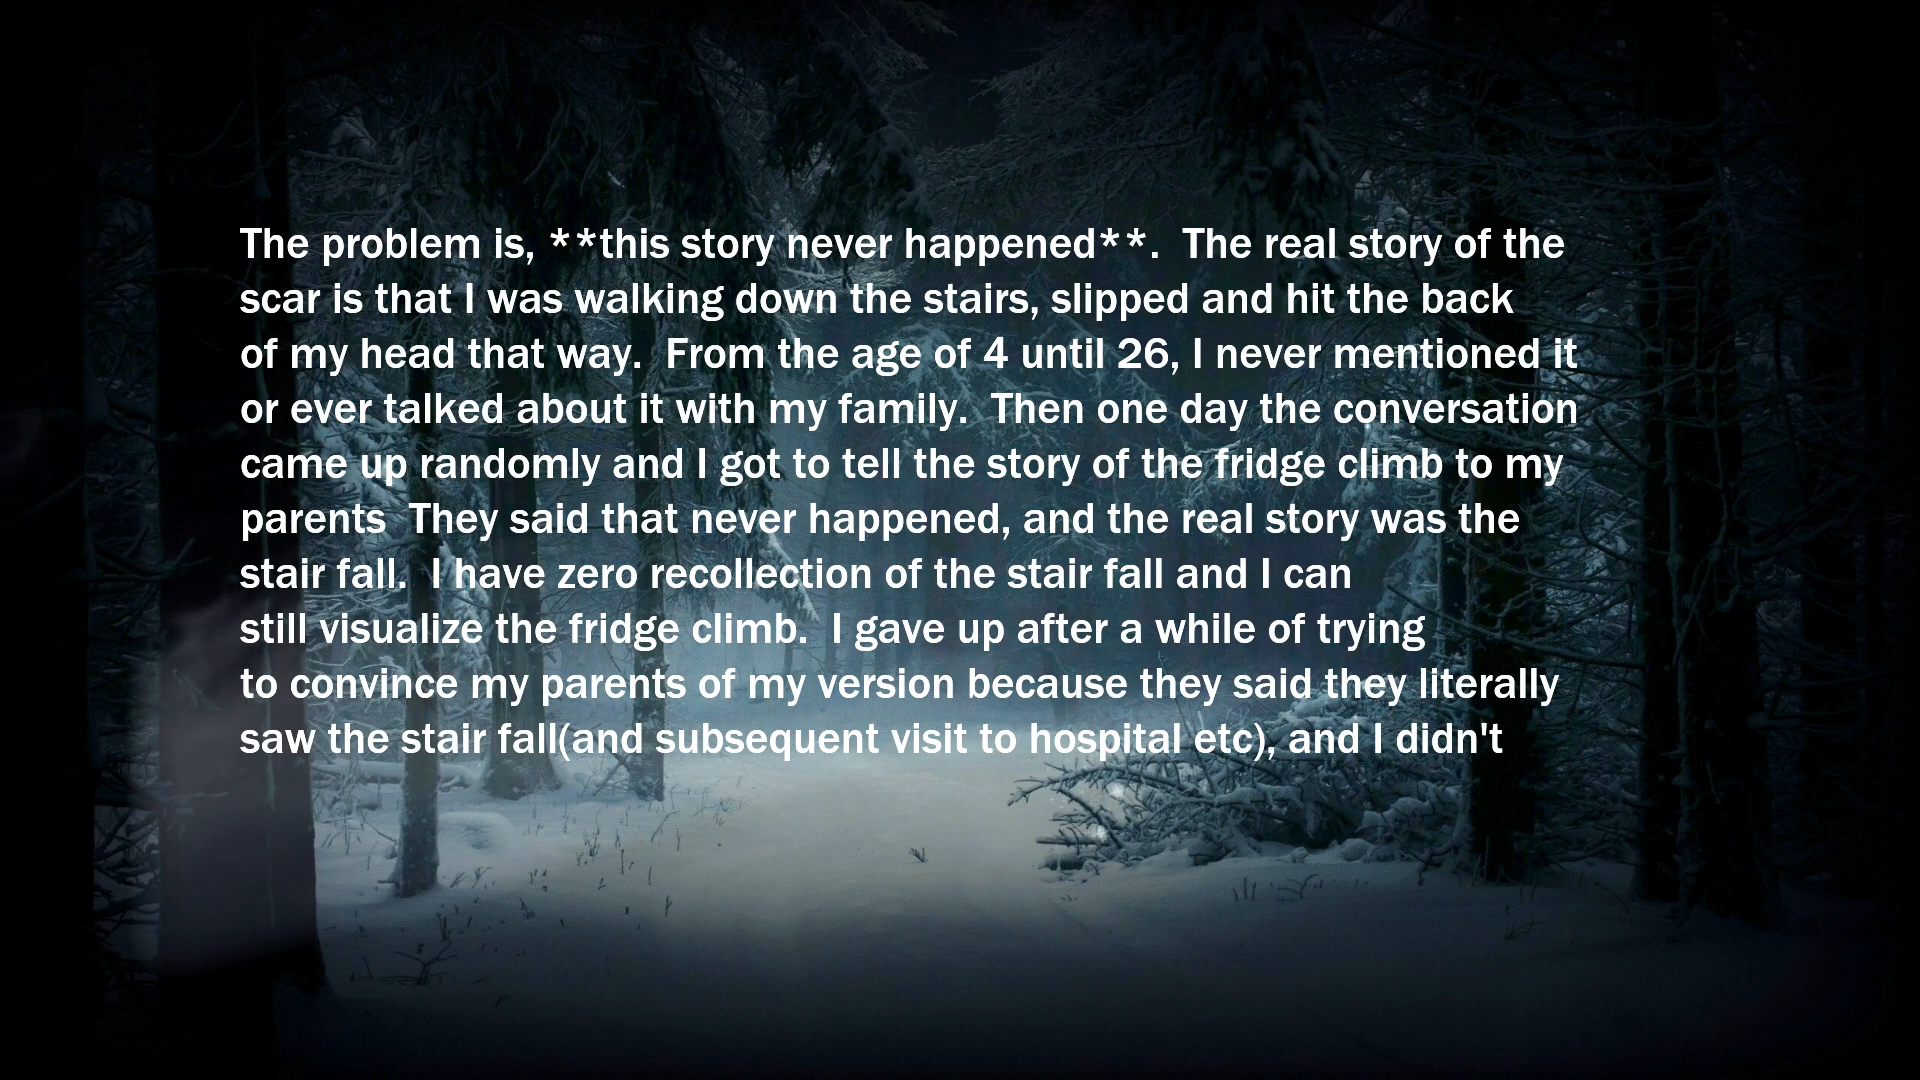 The problem is, **this story never happened**.  The real story of the
scar is that I was walking down the stairs, slipped and hit the back
of my head that way.  From the age of 4 until 26, I never mentioned it
or ever talked about it with my family.  Then one day the conversation
came up randomly and I got to tell the story of the fridge climb to my
parents  They said that never happened, and the real story was the
stair fall.  I have zero recollection of the stair fall and I can
still visualize the fridge climb.  I gave up after a while of trying
to convince my parents of my version because they said they literally
saw the stair fall(and subsequent visit to hospital etc), and I didn't